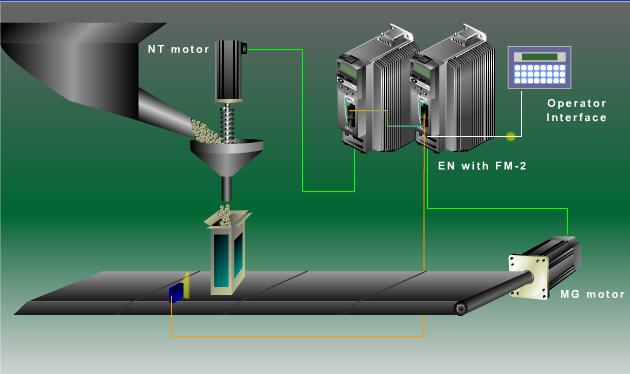 NT motor
Operator
Interface
EN with FM-2
MG motor